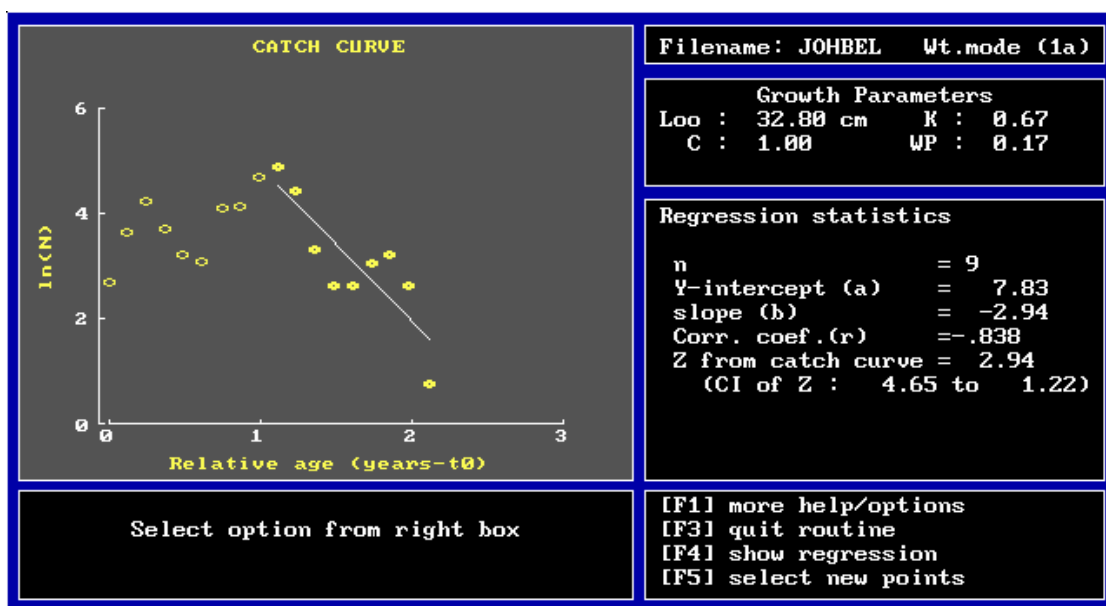 CATCH CURVE
6
4
2
0
0 1 2 3
ln(N)
Relative age (years-t0)
Filename: JOHBEL Wt.mode (1a)
Growth Parameters
Loo : 32.80 cm K : 0.67
C : 1.00 WP : 0.17
Regression statistics
n = 9
Y-intercept (a) = 7.83
slope (b) = -2.94
Corr. coef.(r) =-.838
Z from catch curve = 2.94
(CI of Z : 4.65 to 1.22)
Select option from right box
[F1] more help/options
[F3] quit routine
[F4] show regression
[F5] select new points